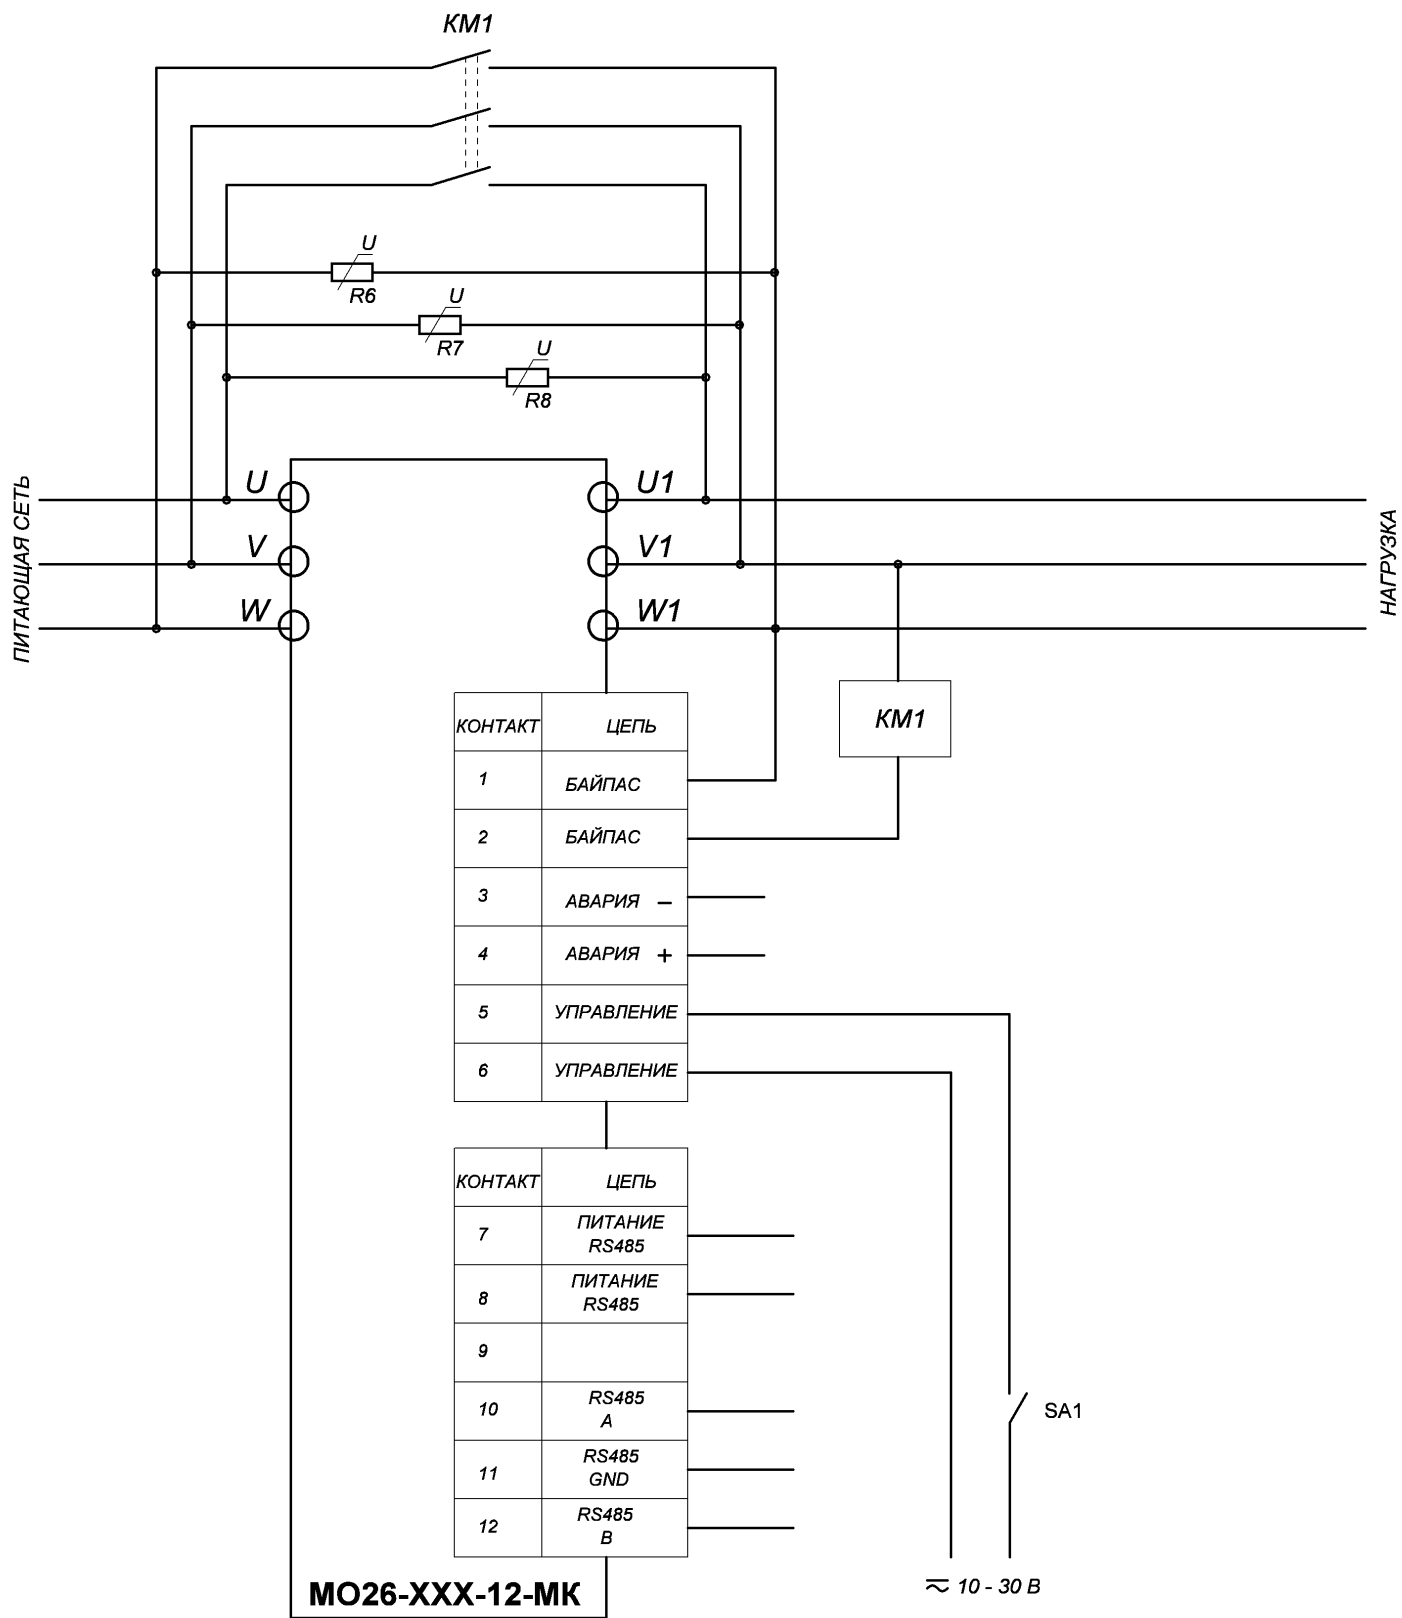 КМ1
U
R6
U
R7
U
R8
ПИТАЮЩАЯ СЕТЬ
U
V
W
U1
V1
W1
НАГРУЗКА
КМ1
КОНТАКТ ЦЕПЬ
1 БАЙПАС
2 БАЙПАС
3 АВАРИЯ –
4 АВАРИЯ +
5 УПРАВЛЕНИЕ
6 УПРАВЛЕНИЕ
КОНТАКТ ЦЕПЬ
7 ПИТАНИЕ
RS485
8 ПИТАНИЕ
RS485
9
10 RS485
A
11 RS485
GND
12 RS485
B
SA1
МО26-ХХХ-12-МК
10 - 30 В